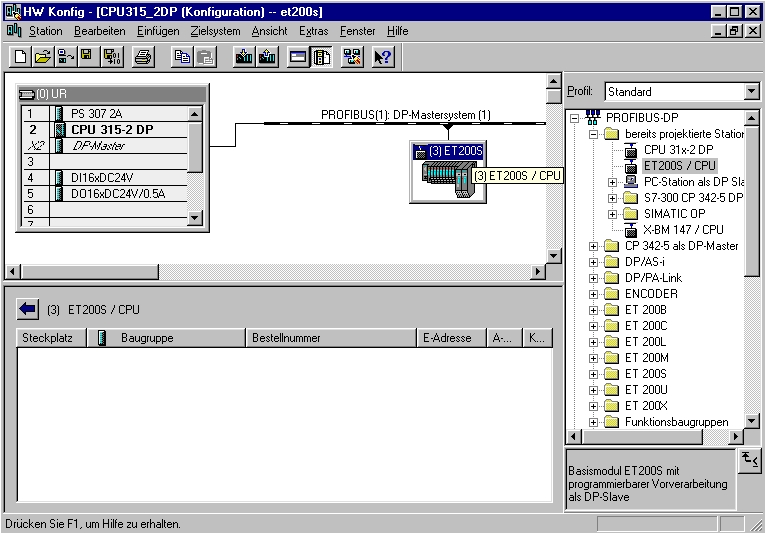 HW Konfig - [CPU315_2DP (Konfiguration) -- et200s]
Station Bearbeiten Einfügen Zielsystem Ansicht Extras Fenster Hilfe
(0) UR
1 PS 307 2A
2 CPU 315-2 DP
X2 DP-Master
3
4 DI16xDC24V
5 DO16xDC24V/0.5A
6
7
PROFIBUS(1): DP-Mastersystem (1)
(3) ET200S
(3) ET200S / CPU
Profil: Standard
PROFIBUS-DP
bereits projektierte Station
CPU 31x-2 DP
ET200S / CPU
PC-Station als DP Sla
S7-300 CP 342-5 DP
SIMATIC OP
X-BM 147 / CPU
CP 342-5 als DP-Master
DP/AS-i
DP/PA-Link
ENCODER
ET 200B
ET 200C
ET 200L
ET 200M
ET 200S
ET 200U
ET 200X
Funktionsbaugruppen
(3) ET200S / CPU
Steckplatz Baugruppe Bestellnummer E-Adresse A-... K...
Basismodul ET200S mit
programmierbarer Vorverarbeitung
als DP-Slave
Drücken Sie F1, um Hilfe zu erhalten.